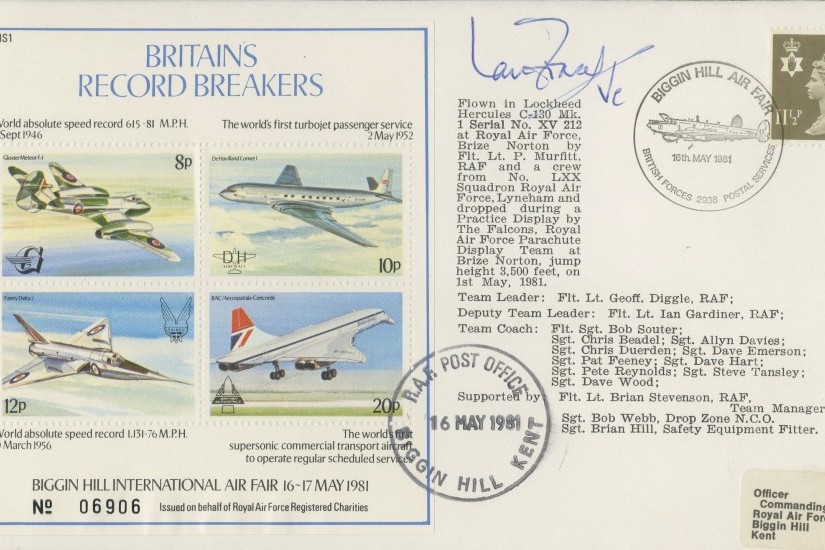 IS1
BRITAIN'S
RECORD BREAKERS
World absolute speed record 615·81 M.P.H.
Sept 1946
The world's first turbojet passenger service
2 May 1952
Gloster Meteor F.4
8p
De Havilland Comet 1
DH
10p
Fairey Delta 2
12p
BAC/Aerospatiale Concorde
20p
World absolute speed record 1,131·76 M.P.H.
March 1956
The world's first
supersonic commercial transport aircraft
to operate regular scheduled services
BIGGIN HILL INTERNATIONAL AIR FAIR 16-17 MAY 1981
No 06906 Issued on behalf of Royal Air Force Registered Charities
Flown in Lockheed
Hercules C-130 Mk.
1 Serial No. XV 212
at Royal Air Force,
Brize Norton by
Flt. Lt. P. Murfitt,
RAF and a crew
from No. LXX
Squadron Royal Air
Force, Lyneham and
dropped during a
Practice Display by
The Falcons, Royal
Air Force Parachute
Display Team at
Brize Norton, jump
height 3,500 feet, on
1st May, 1981.
Team Leader: Flt. Lt. Geoff. Diggle, RAF;
Deputy Team Leader: Flt. Lt. Ian Gardiner, RAF;
Team Coach: Flt. Sgt. Bob Souter;
Sgt. Chris Beadel; Sgt. Allyn Davies;
Sgt. Chris Duerden; Sgt. Dave Emerson;
Sgt. Pat Feeney; Sgt. Dave Hart;
Sgt. Pete Reynolds; Sgt. Steve Tansley;
Sgt. Dave Wood;
Supported by Flt. Lt. Brian Stevenson, RAF,
Team Manager
Sgt. Bob Webb, Drop Zone N.C.O.
Sgt. Brian Hill, Safety Equipment Fitter.
BIGGIN HILL AIR FAIR
16th MAY 1981
BRITISH FORCES 2938 POSTAL SERVICES
11½p
R.A.F. POST OFFICE
16 MAY 1981
BIGGIN HILL KENT
Officer
Commanding
Royal Air Force
Biggin Hill
Kent